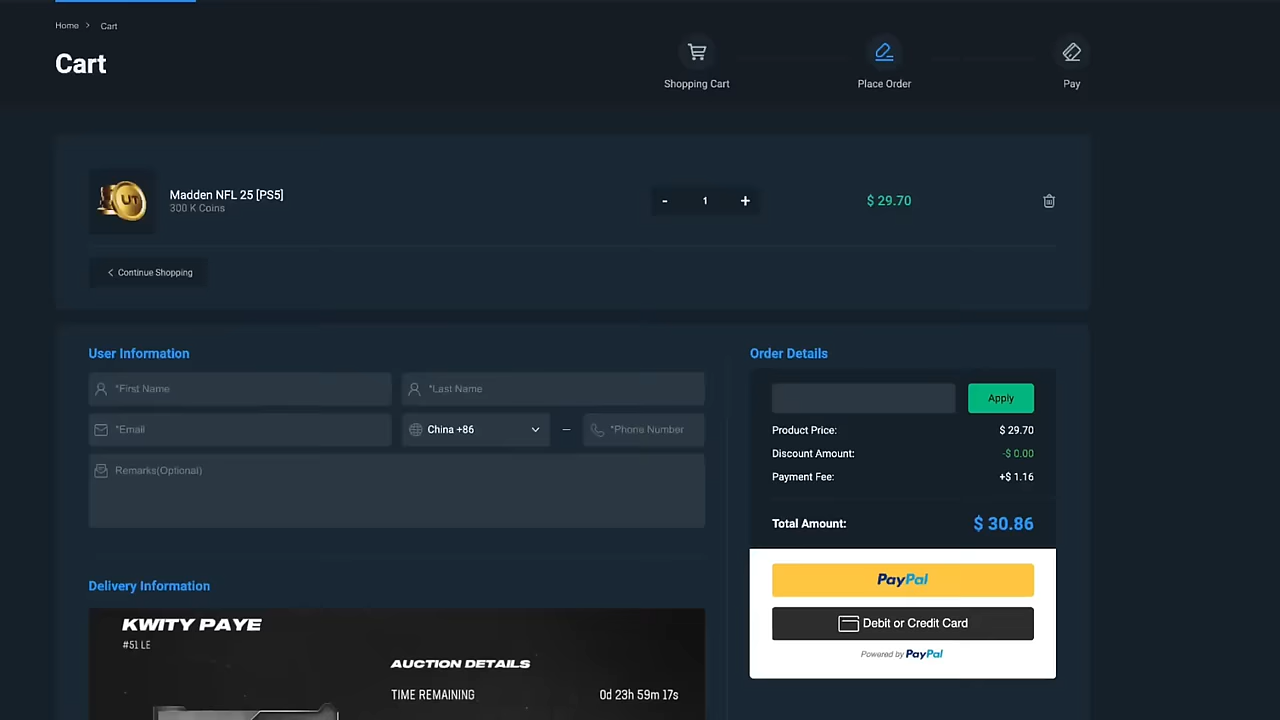 Home > Cart
Cart
Shopping Cart
Place Order
Pay
UT
Madden NFL 25 [PS5]
300 K Coins
- 1 +
$ 29.70
< Continue Shopping
User Information
*First Name
*Last Name
*Email
China +86
*Phone Number
Remarks(Optional)
Order Details
Apply
Product Price: $ 29.70
Discount Amount: -$ 0.00
Payment Fee: +$ 1.16
Total Amount: $ 30.86
PayPal
Debit or Credit Card
Powered by PayPal
Delivery Information
KWITY PAYE
#51 LE
AUCTION DETAILS
TIME REMAINING 0d 23h 59m 17s